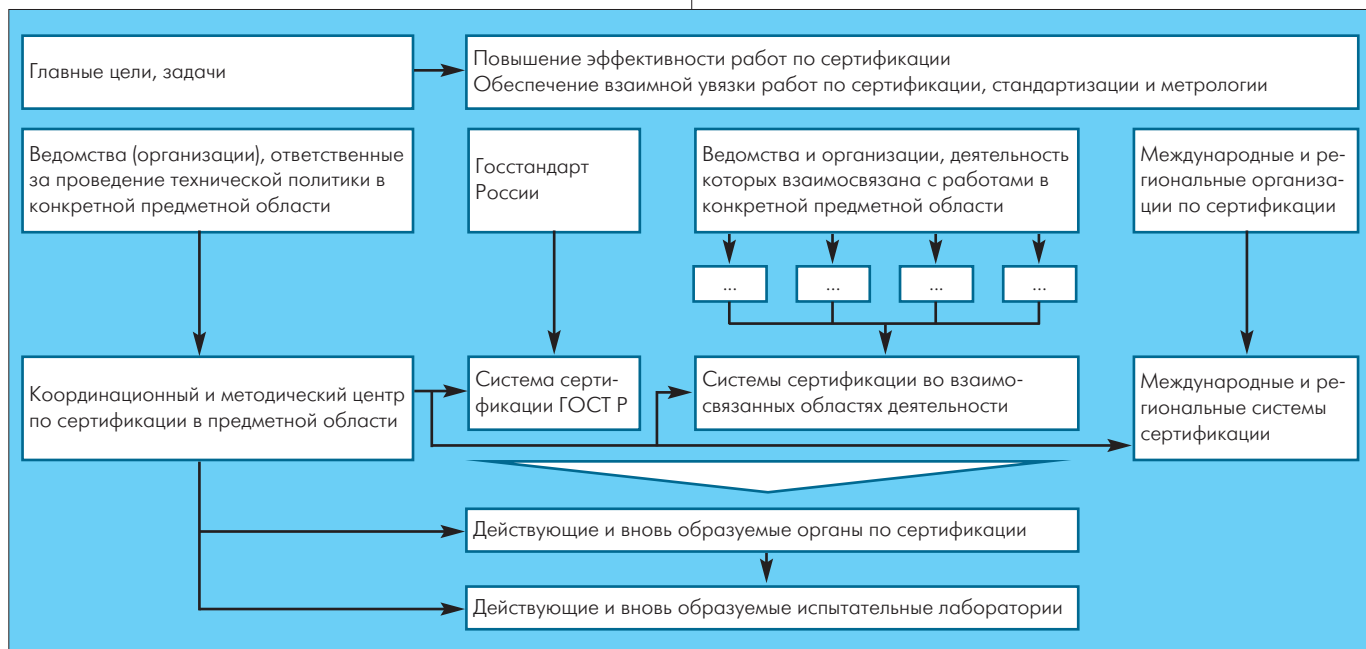 Главные цели, задачи
Повышение эффективности работ по сертификации
Обеспечение взаимной увязки работ по сертификации, стандартизации и метрологии
Ведомства (организации), ответственные
за проведение технической политики в
конкретной предметной области
Госстандарт
России
Ведомства и организации, деятельность
которых взаимосвязана с работами в
конкретной предметной области
Международные и ре-
гиональные организа-
ции по сертификации
...
...
...
...
Координационный и методический центр
по сертификации в предметной области
Система серти-
фикации ГОСТ Р
Системы сертификации во взаимо-
связанных областях деятельности
Международные и ре-
гиональные системы
сертификации
Действующие и вновь образуемые органы по сертификации
Действующие и вновь образуемые испытательные лаборатории